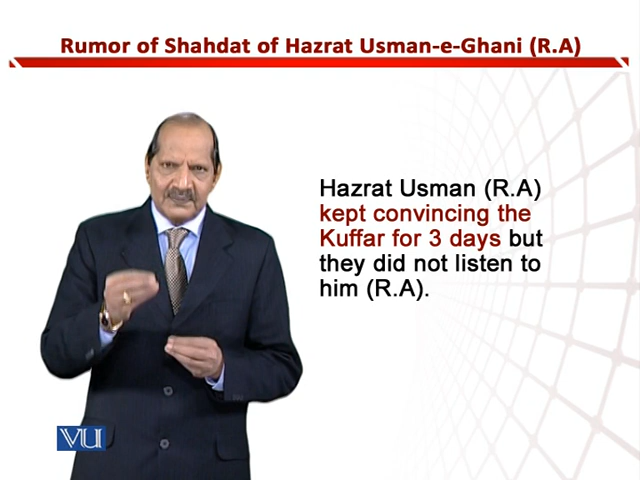 Rumor of Shahdat of Hazrat Usman-e-Ghani (R.A)
Hazrat Usman (R.A)
kept convincing the
Kuffar for 3 days but
they did not listen to
him (R.A).
VU